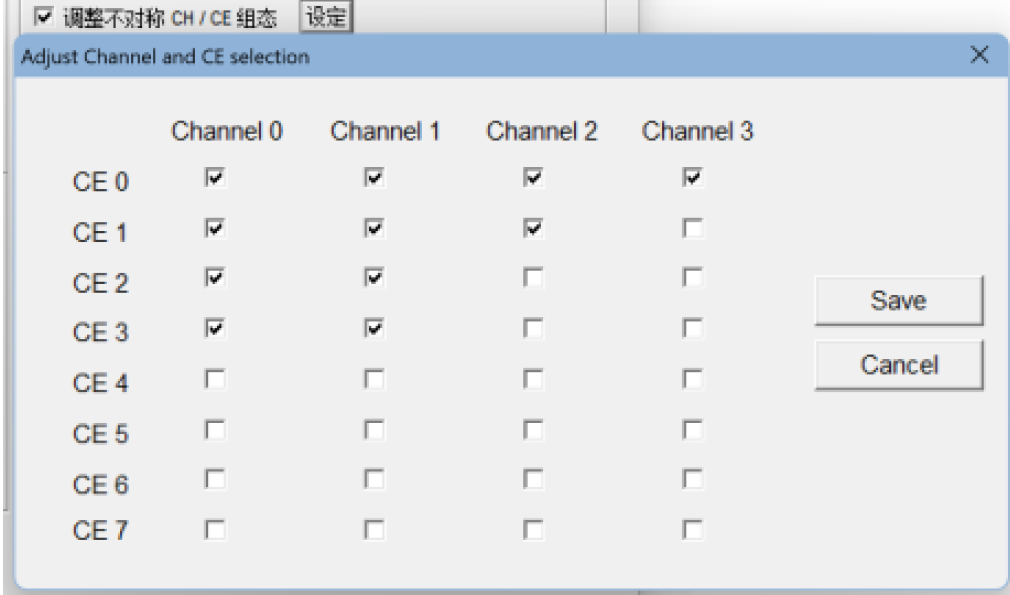 调整不对称 CH / CE 组态 设定
Adjust Channel and CE selection
Channel 0 Channel 1 Channel 2 Channel 3
CE 0
CE 1
CE 2
CE 3
Save
CE 4
Cancel
CE 5
CE 6
CE 7